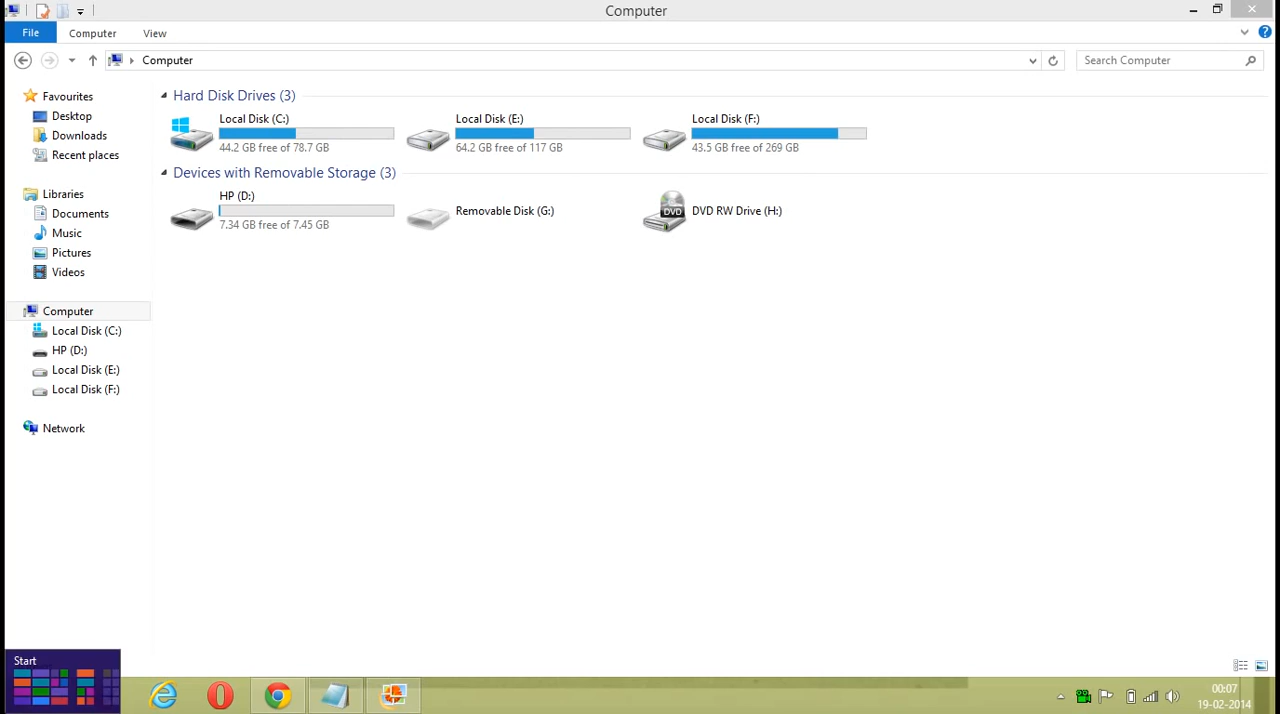 Computer
File
Computer
View
Computer
Search Computer
Favourites
Desktop
Downloads
Recent places
Libraries
Documents
Music
Pictures
Videos
Computer
Local Disk (C:)
HP (D:)
Local Disk (E:)
Local Disk (F:)
Network
Hard Disk Drives (3)
Local Disk (C:)
44.2 GB free of 78.7 GB
Local Disk (E:)
64.2 GB free of 117 GB
Local Disk (F:)
43.5 GB free of 269 GB
Devices with Removable Storage (3)
HP (D:)
7.34 GB free of 7.45 GB
Removable Disk (G:)
DVD
DVD RW Drive (H:)
Start
00:07
19-02-2014